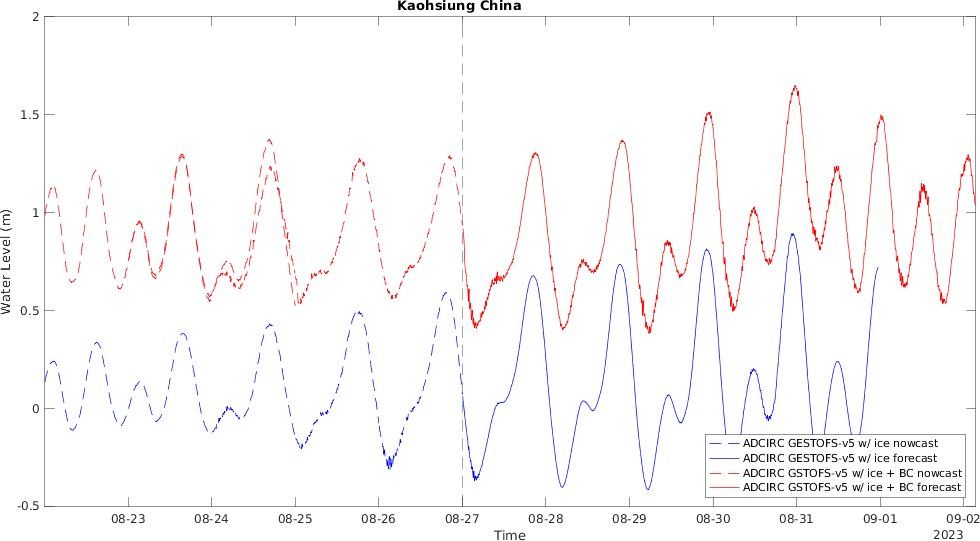 Kaohsiung China
2
1.5
1
0.5
0
-0.5
Water Level (m)
08-23 08-24 08-25 08-26 08-27 08-28 08-29 08-30 08-31 09-01 09-02
Time
2023
ADCIRC GESTOFS-v5 w/ ice nowcast
ADCIRC GESTOFS-v5 w/ ice forecast
ADCIRC GSTOFS-v5 w/ ice + BC nowcast
ADCIRC GSTOFS-v5 w/ ice + BC forecast